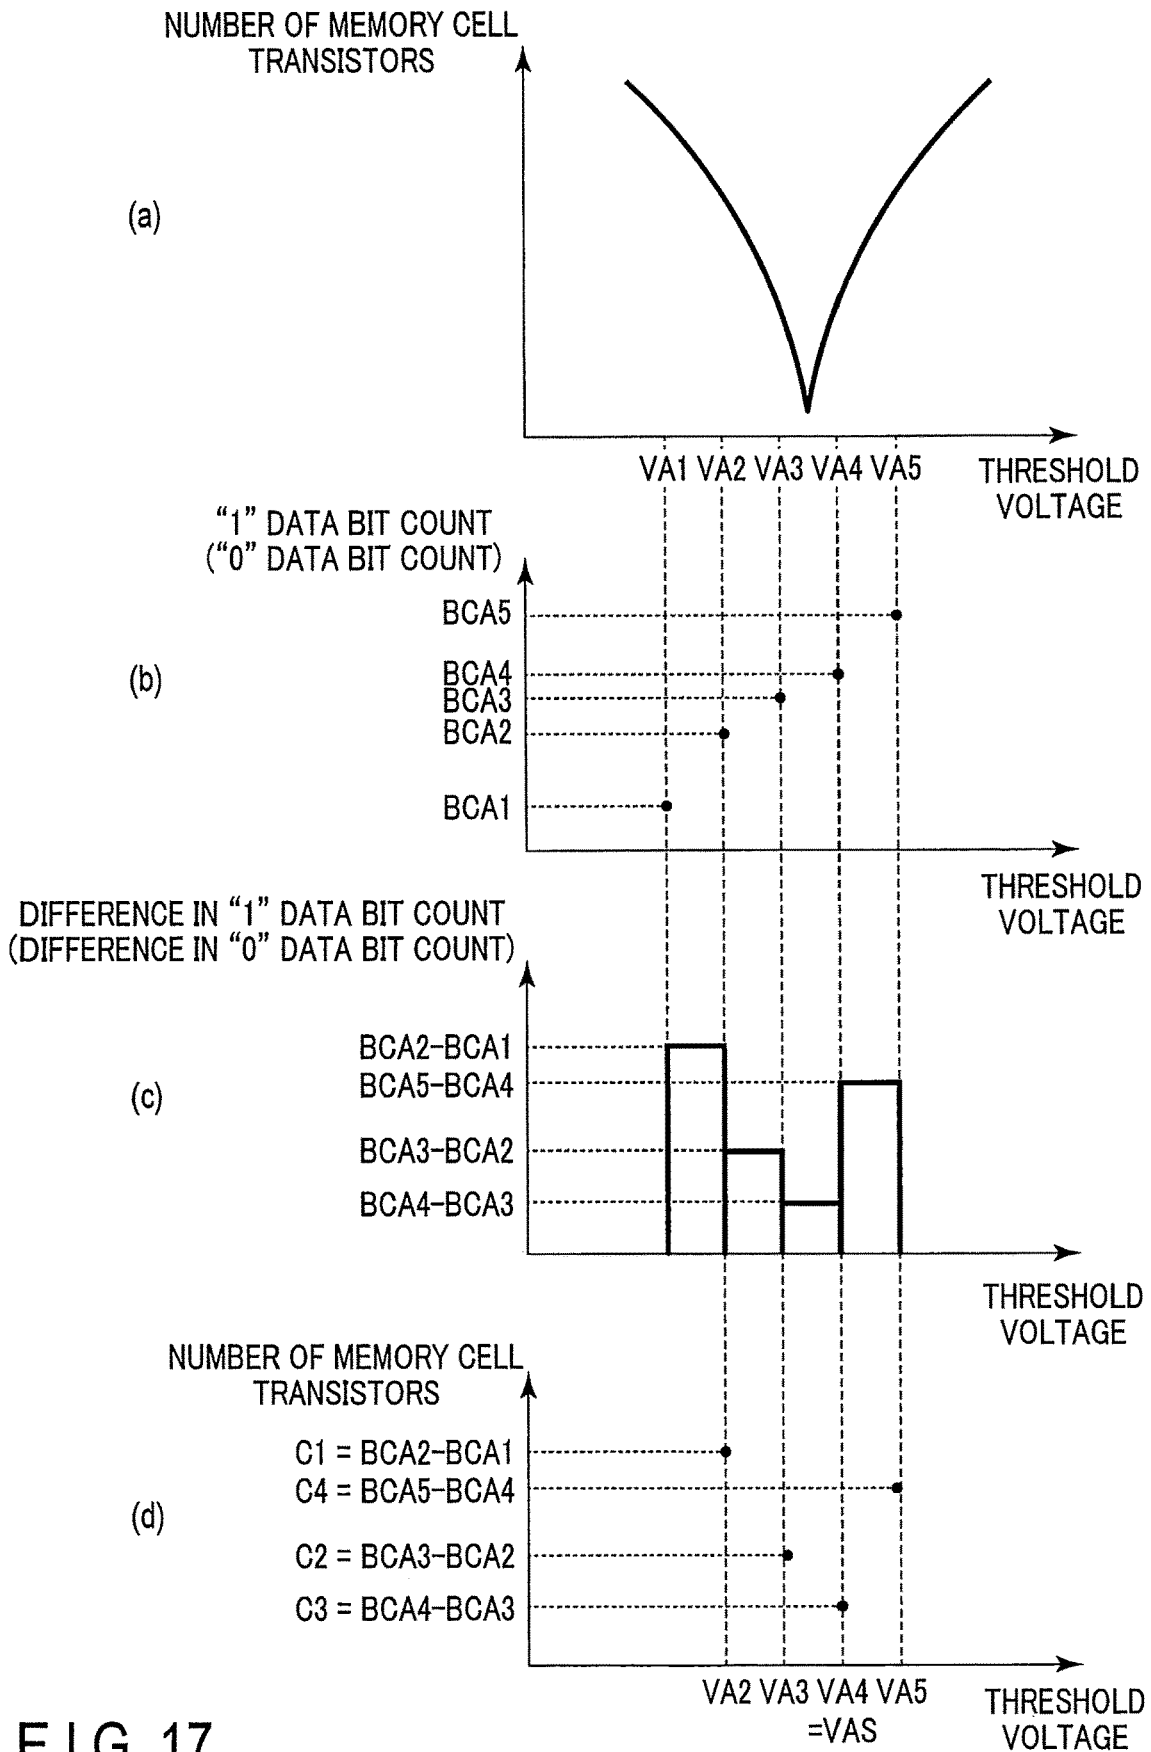 NUMBER OF MEMORY CELL
TRANSISTORS
(a)
VA1 VA2 VA3 VA4 VA5
THRESHOLD
VOLTAGE
“1” DATA BIT COUNT
(“0” DATA BIT COUNT)
BCA5
BCA4
BCA3
BCA2
BCA1
(b)
THRESHOLD
VOLTAGE
DIFFERENCE IN “1” DATA BIT COUNT
(DIFFERENCE IN “0” DATA BIT COUNT)
BCA2-BCA1
BCA5-BCA4
BCA3-BCA2
BCA4-BCA3
(c)
THRESHOLD
VOLTAGE
NUMBER OF MEMORY CELL
TRANSISTORS
C1 = BCA2-BCA1
C4 = BCA5-BCA4
C2 = BCA3-BCA2
C3 = BCA4-BCA3
(d)
VA2 VA3 VA4 VA5
=VAS
THRESHOLD
VOLTAGE
FIG. 17